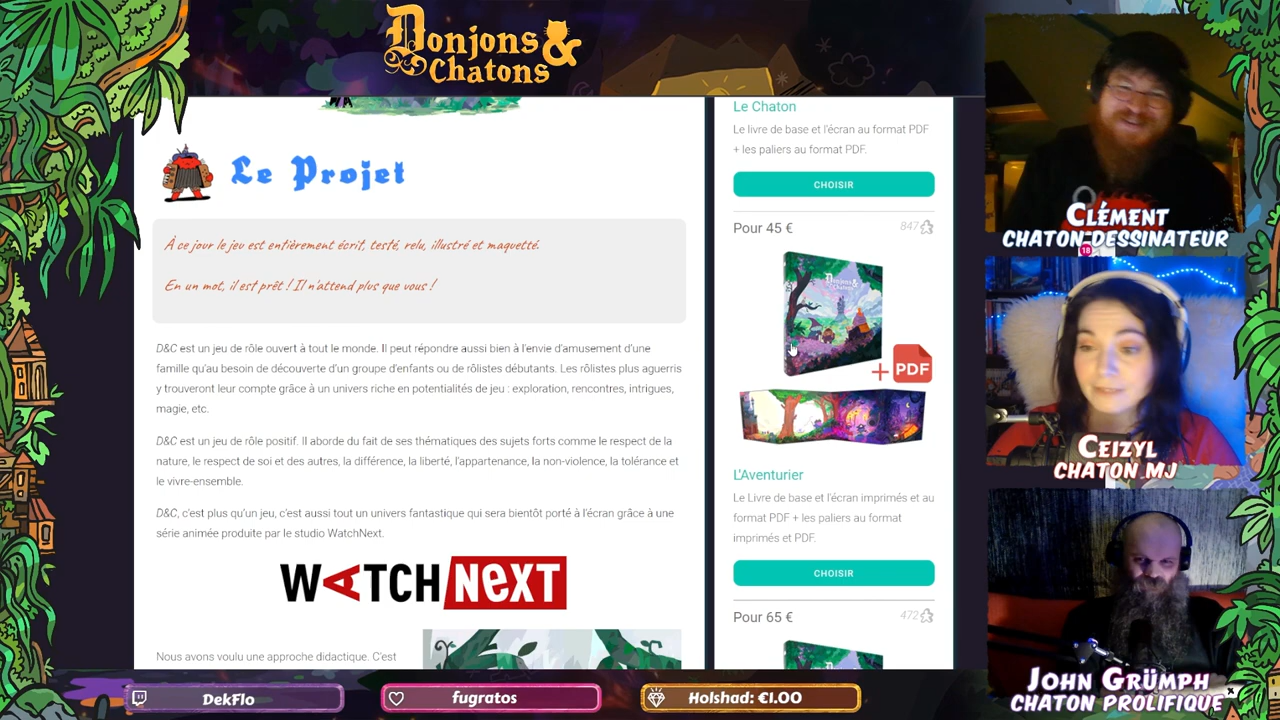 Donjons &
Chatons
Le Projet
À ce jour le jeu est entièrement écrit, testé, relu, illustré et maquetté.
En un mot, il est prêt ! Il n'attend plus que vous !
D&C est un jeu de rôle ouvert à tout le monde. Il peut répondre aussi bien à l'envie d'amusement d'une
famille qu'au besoin de découverte d'un groupe d'enfants ou de rôlistes débutants. Les rôlistes plus aguerris
y trouveront leur compte grâce à un univers riche en potentialités de jeu : exploration, rencontres, intrigues,
magie, etc.
D&C est un jeu de rôle positif. Il aborde du fait de ses thématiques des sujets forts comme le respect de la
nature, le respect de soi et des autres, la différence, la liberté, l'appartenance, la non-violence, la tolérance et
le vivre-ensemble.
D&C, c'est plus qu'un jeu, c'est aussi tout un univers fantastique qui sera bientôt porté à l'écran grâce à une
série animée produite par le studio WatchNext.
WATCH NEXT
Nous avons voulu une approche didactique. C'est
Le Chaton
Le livre de base et l'écran au format PDF
+ les paliers au format PDF.
CHOISIR
Pour 45 €
847
Donjons &
Chatons
+ PDF
L'Aventurier
Le Livre de base et l'écran imprimés et au
format PDF + les paliers au format
imprimés et PDF.
CHOISIR
Pour 65 €
472
Clément
Chaton dessinateur
18
Ceizyl
Chaton MJ
John Grümph
Chaton prolifique
DekFlo
fugratos
Holshad: €1.00